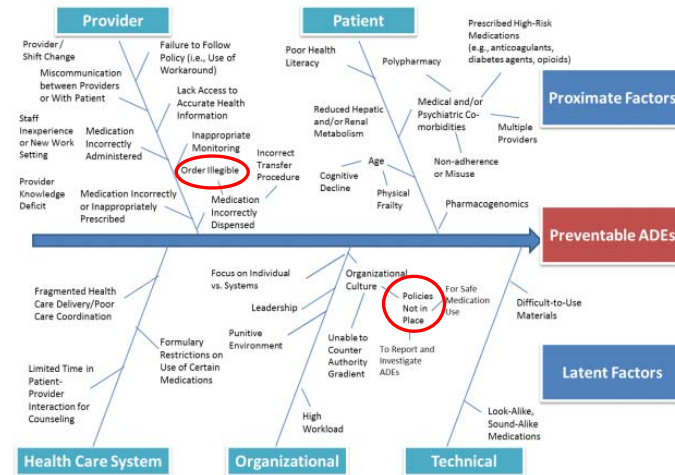 Provider
Patient
Provider /
Shift Change
Failure to Follow
Policy (i.e., Use of
Workaround)
Miscommunication
between Providers
or With Patient
Lack Access to
Accurate Health
Information
Staff
Inexperience
or New Work
Setting
Medication
Incorrectly
Administered
Inappropriate
Monitoring
Order Illegible
Incorrect
Transfer
Procedure
Provider
Knowledge
Deficit
Medication Incorrectly
or Inappropriately
Prescribed
Medication
Incorrectly
Dispensed
Poor Health
Literacy
Polypharmacy
Prescribed High-Risk
Medications
(e.g., anticoagulants,
diabetes agents, opioids)
Reduced Hepatic
and/or Renal
Metabolism
Medical and/or
Psychiatric Co-
morbidities
Multiple
Providers
Non-adherence
or Misuse
Age
Cognitive
Decline
Physical
Frailty
Pharmacogenomics
Proximate Factors
Preventable ADEs
Fragmented Health
Care Delivery/Poor
Care Coordination
Formulary
Restrictions on
Use of Certain
Medications
Limited Time in
Patient-
Provider
Interaction for
Counseling
Focus on Individual
vs. Systems
Leadership
Punitive
Environment
High
Workload
Organizational
Culture
Unable to
Counter
Authority
Gradient
Policies
Not in
Place
For Safe
Medication
Use
To Report and
Investigate
ADEs
Difficult-to-Use
Materials
Look-Alike,
Sound-Alike
Medications
Latent Factors
Health Care System
Organizational
Technical